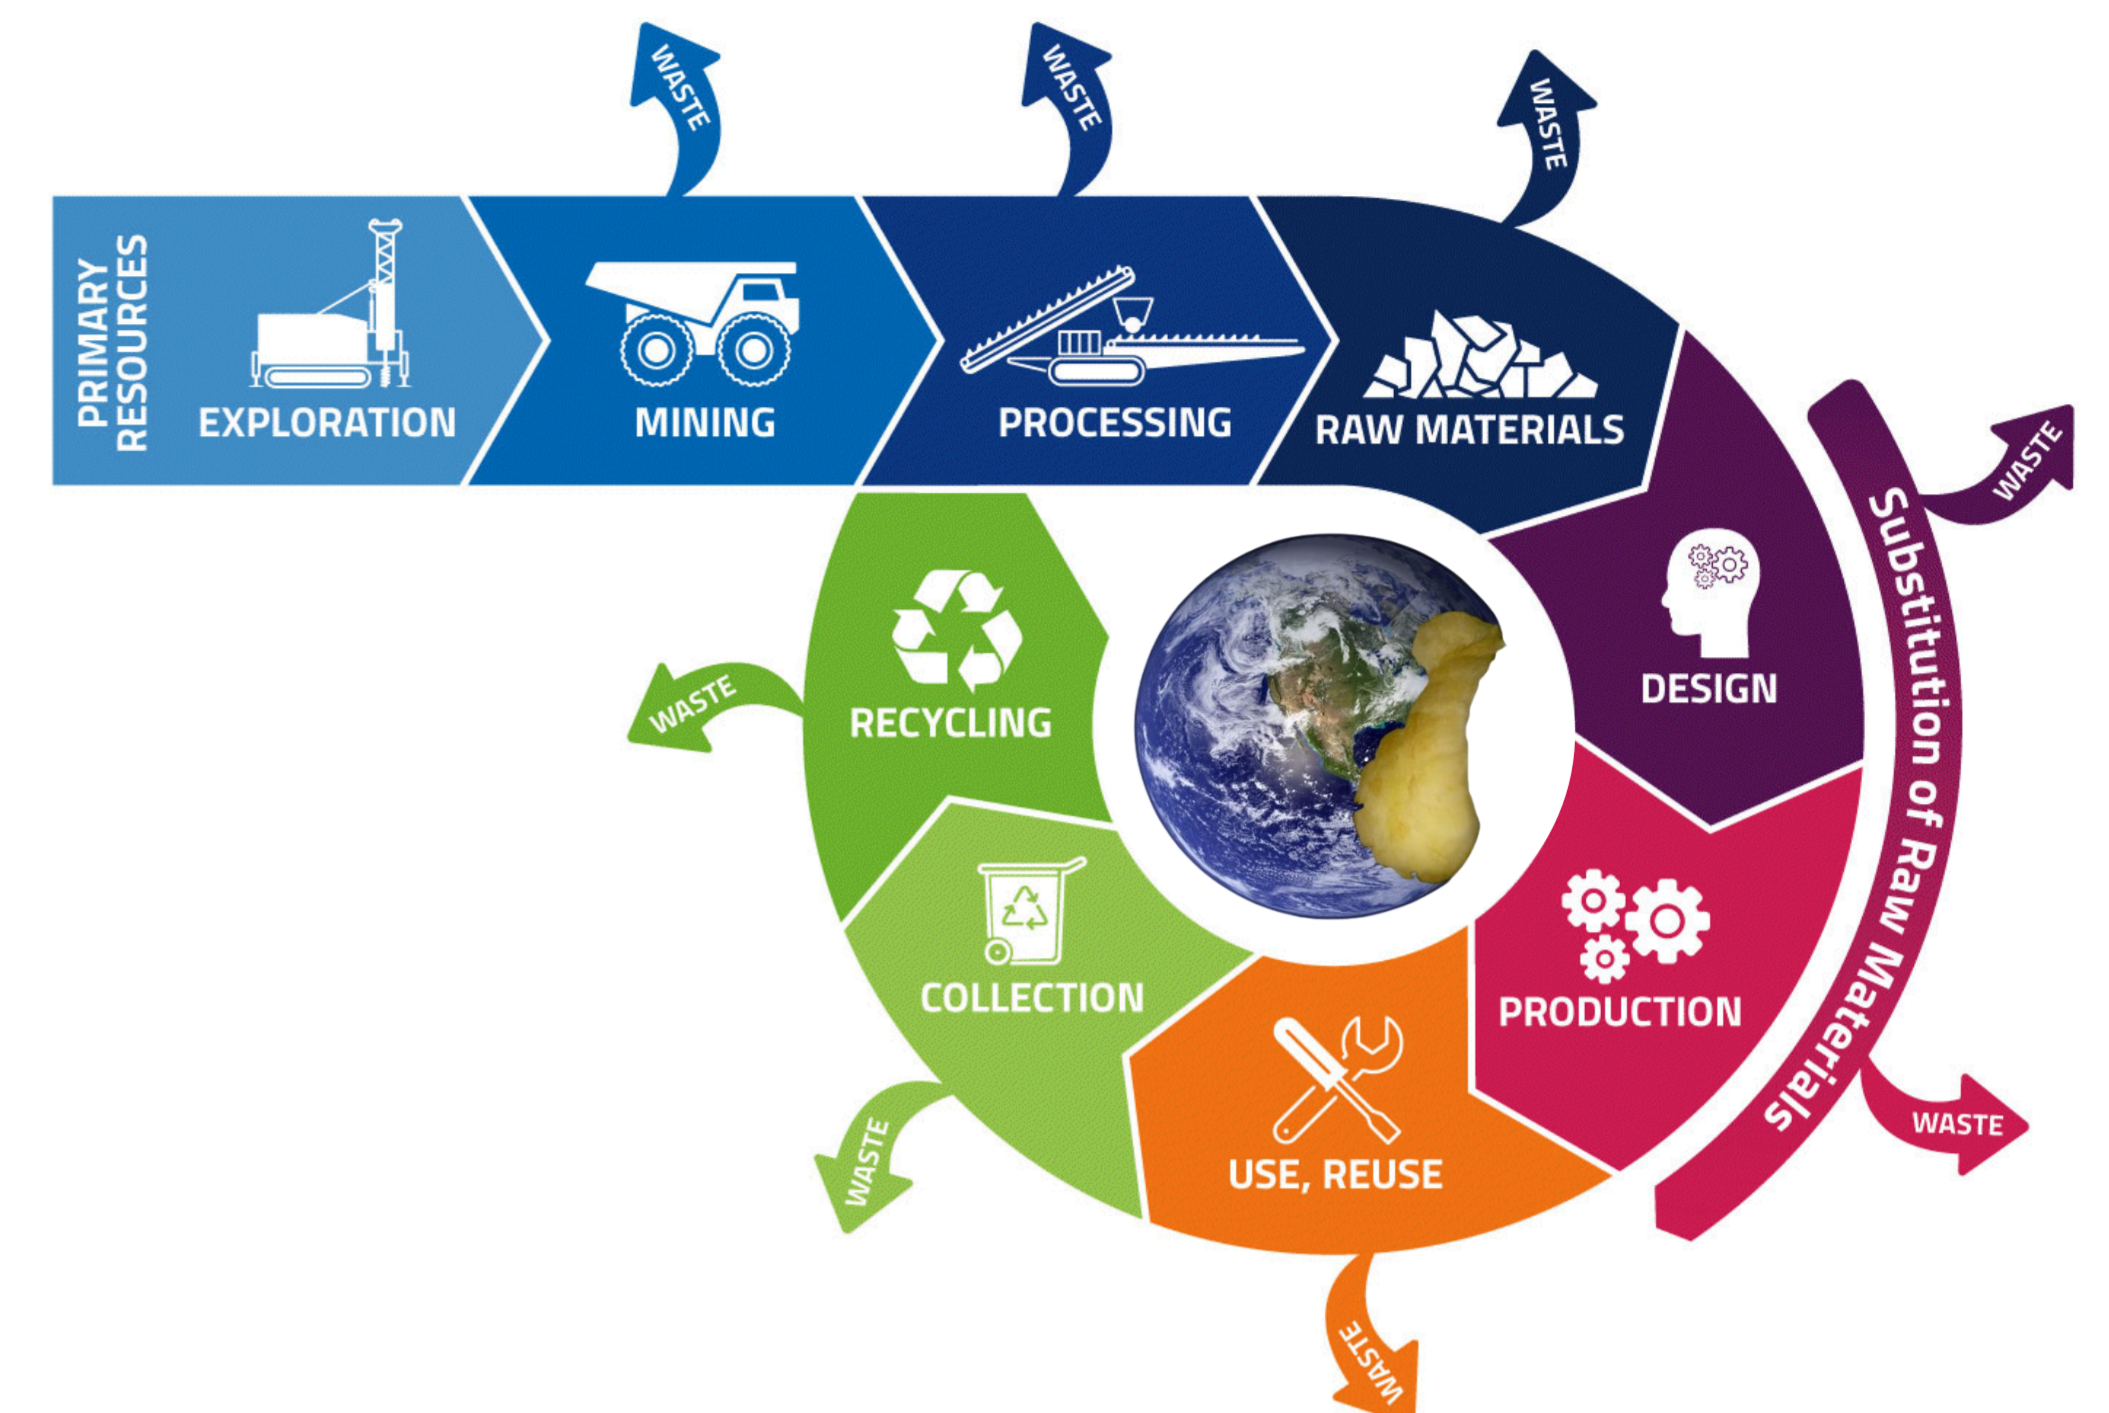 WASTE
WASTE
WASTE
PRIMARY
RESOURCES
EXPLORATION
MINING
PROCESSING
RAW MATERIALS
WASTE
Substitution of Raw Materials
DESIGN
RECYCLING
WASTE
COLLECTION
PRODUCTION
WASTE
USE, REUSE
WASTE
WASTE